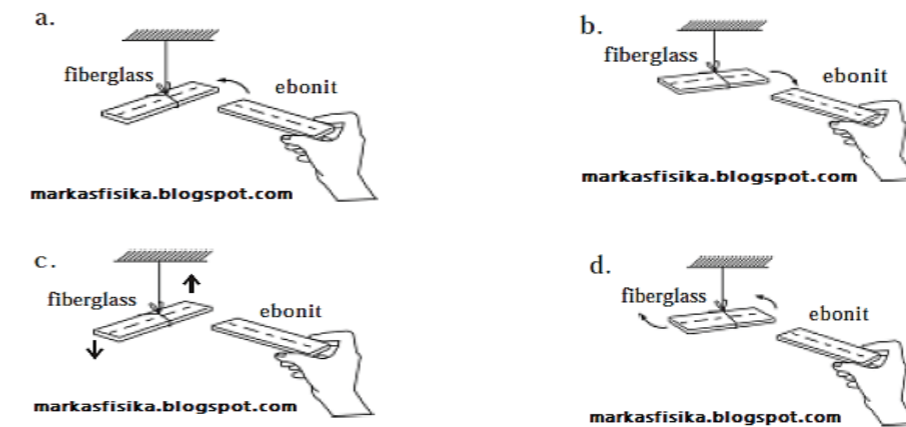 a.
fiberglass
ebonit
markasfisika.blogspot.com
b.
fiberglass
ebonit
markasfisika.blogspot.com
c.
fiberglass
ebonit
markasfisika.blogspot.com
d.
fiberglass
ebonit
markasfisika.blogspot.com